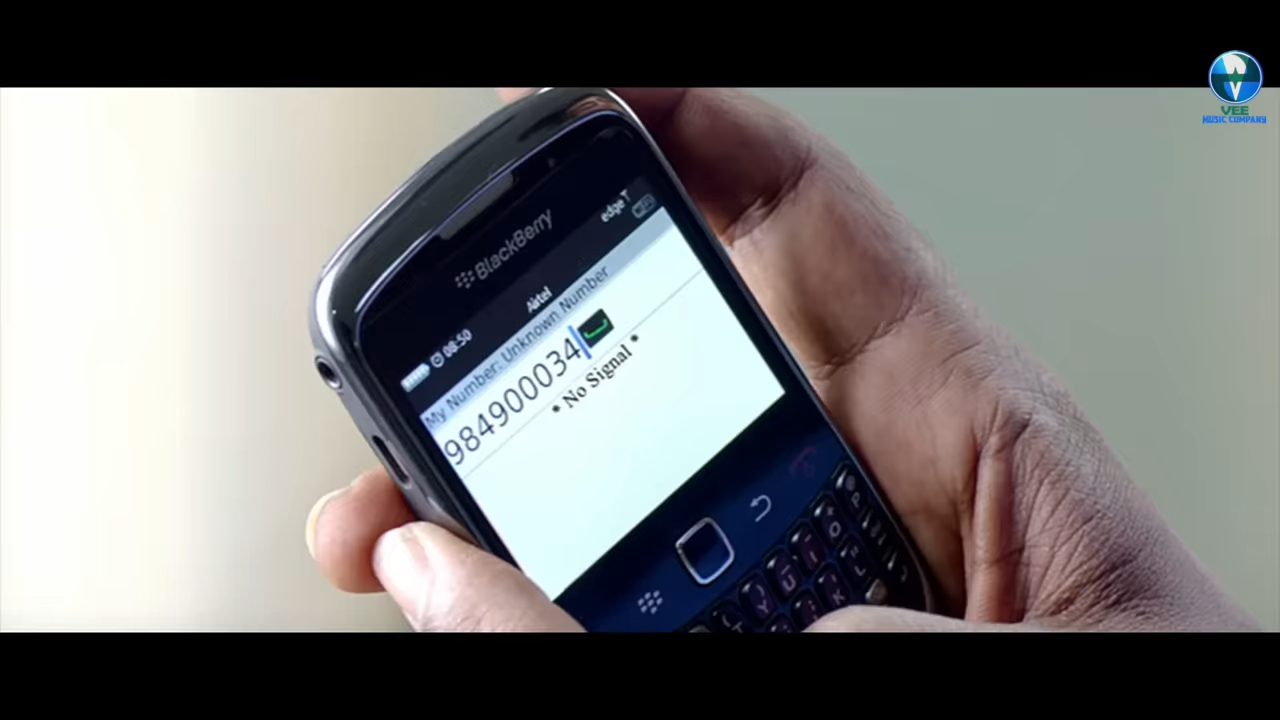 VEE
MUSIC COMPANY
BlackBerry
edge
Airtel
08:50
My Number: Unknown Number
984900034
* No Signal *
P
O
I
U
Y
T
L
K
J